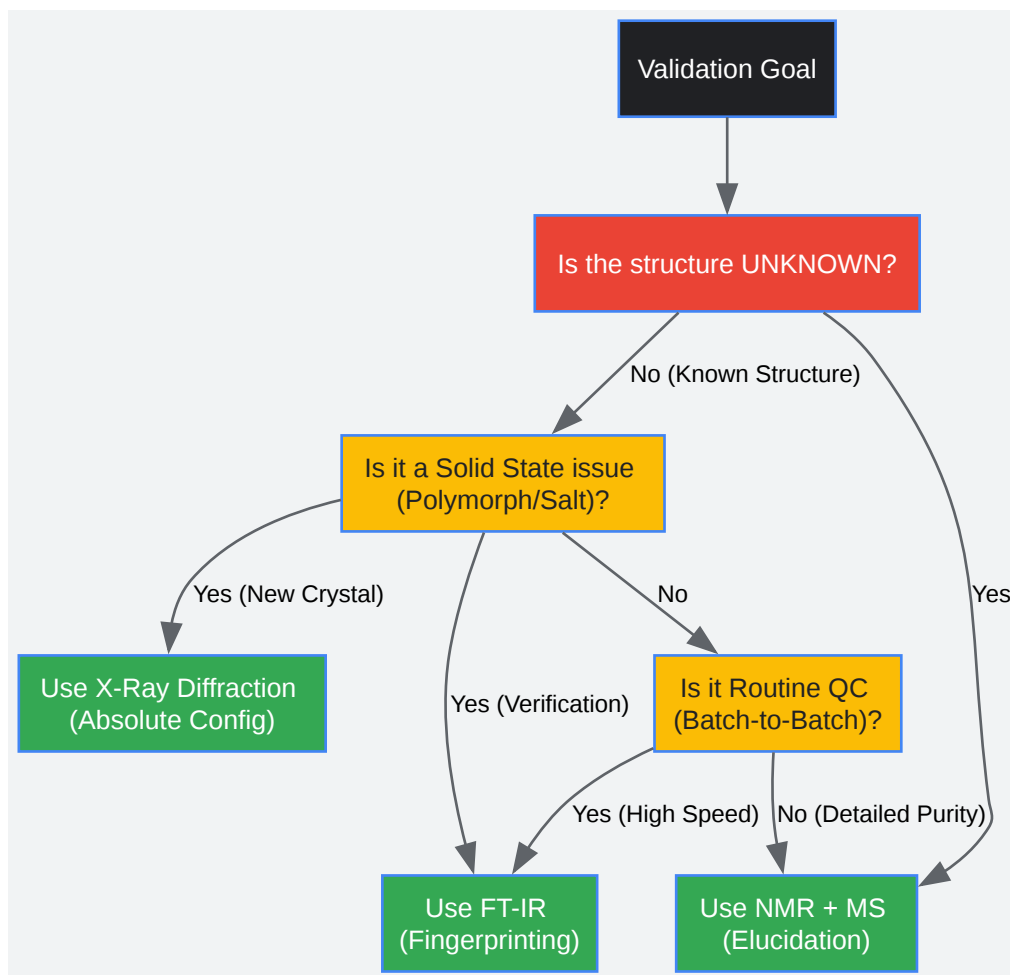 Validation Goal
Is the structure UNKNOWN?
No (Known Structure)
Is it a Solid State issue
(Polymorph/Salt)?
Yes (New Crystal)
No
Yes
Use X-Ray Diffraction
(Absolute Config)
Yes (Verification)
Is it Routine QC
(Batch-to-Batch)?
Yes (High Speed)
No (Detailed Purity)
Use FT-IR
(Fingerprinting)
Use NMR + MS
(Elucidation)